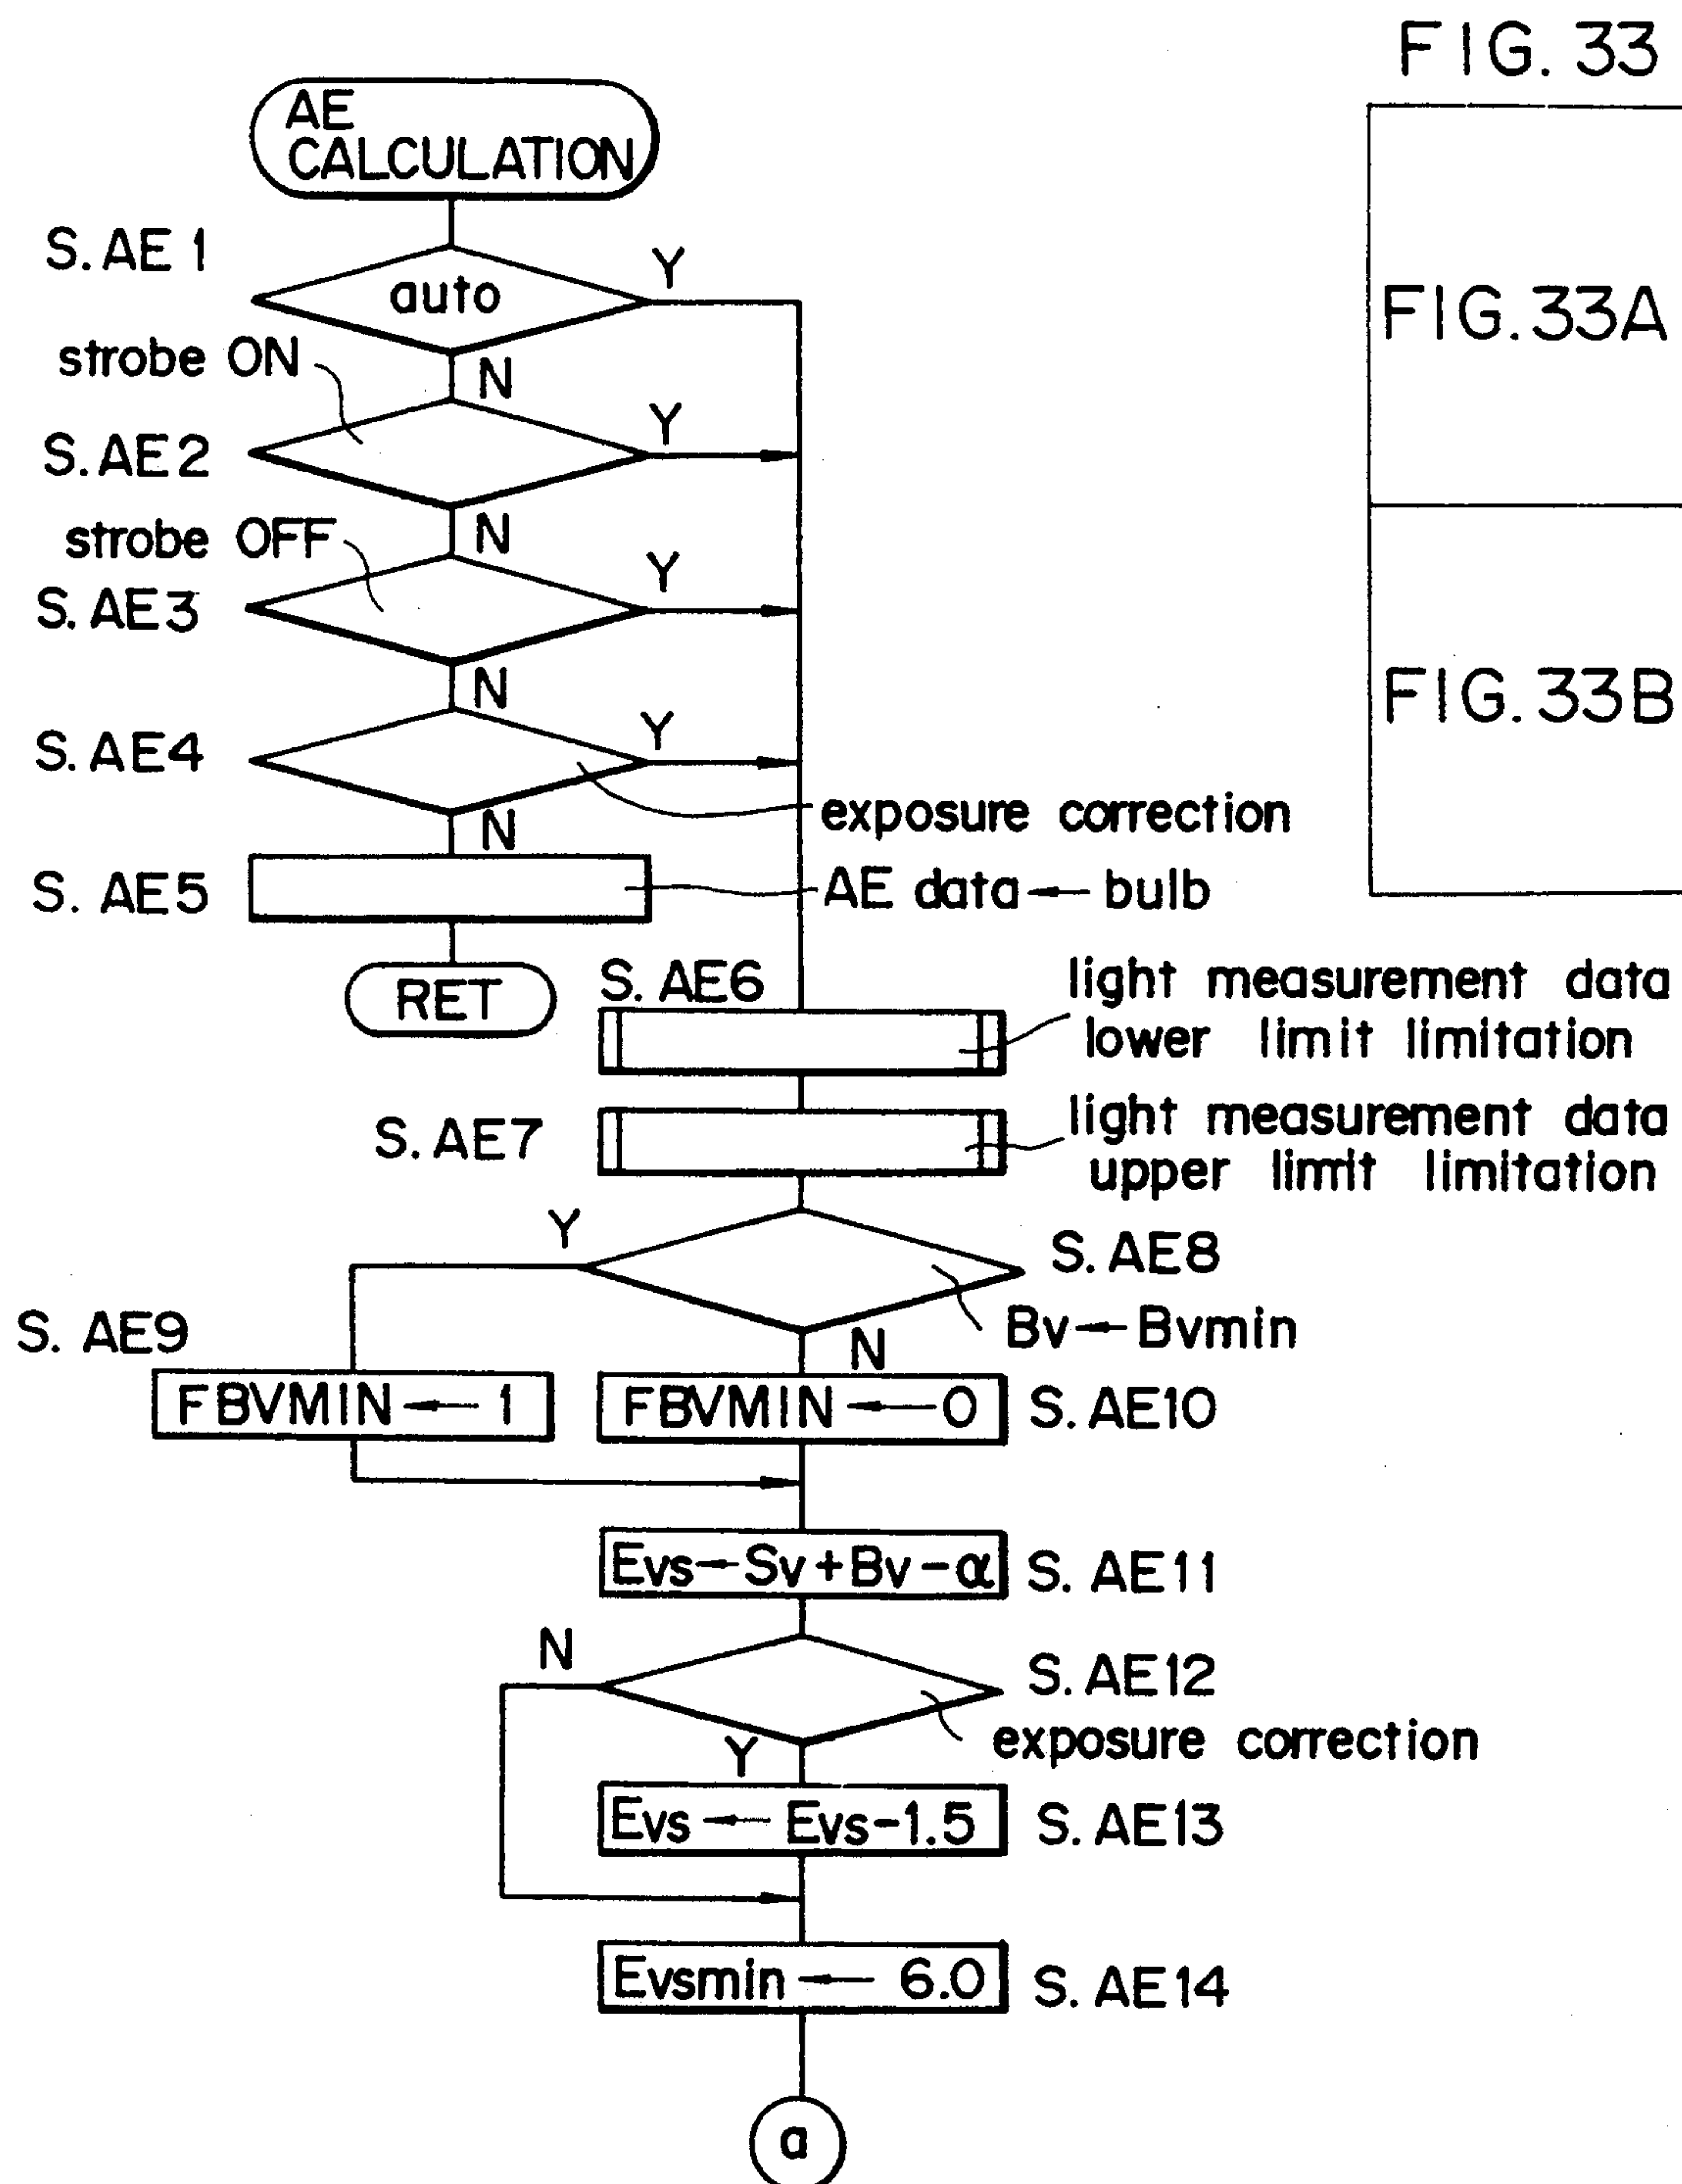 FIG. 33
FIG. 33A
FIG. 33B
AE
CALCULATION
S. AE 1
auto
Y
N
strobe ON
S. AE2
Y
N
strobe OFF
S. AE3
Y
N
S. AE4
Y
exposure correction
N
S. AE5
AE data ← bulb
RET
S. AE6
light measurement data
lower limit limitation
S. AE7
light measurement data
upper limit limitation
Y
S. AE8
Bv ← Bvmin
N
S. AE9
FBVMIN ← 1
FBVMIN ← 0
S. AE10
Evs ← Sv + Bv - α
S. AE11
N
S. AE12
exposure correction
Y
Evs ← Evs-1.5
S. AE13
Evsmin ← 6.0
S. AE14
a